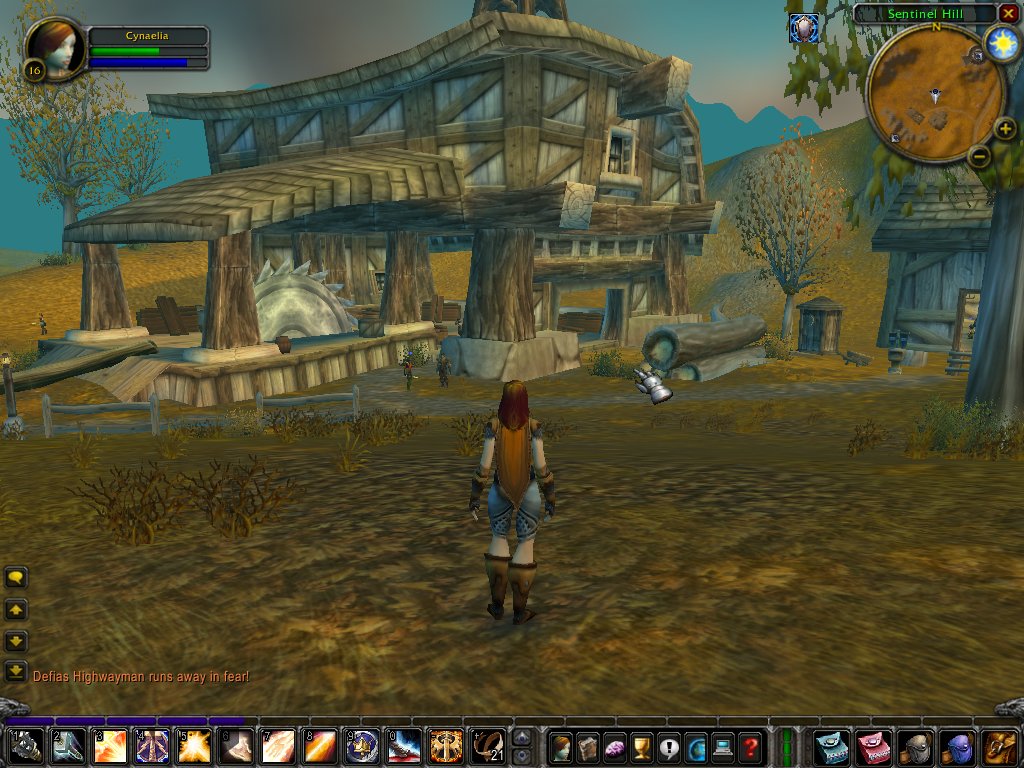 Cynaelia
16
Sentinel Hill
N
Defias Highwayman runs away in fear!
1 2 3 4 5 6 7 8 9 0 - +
21